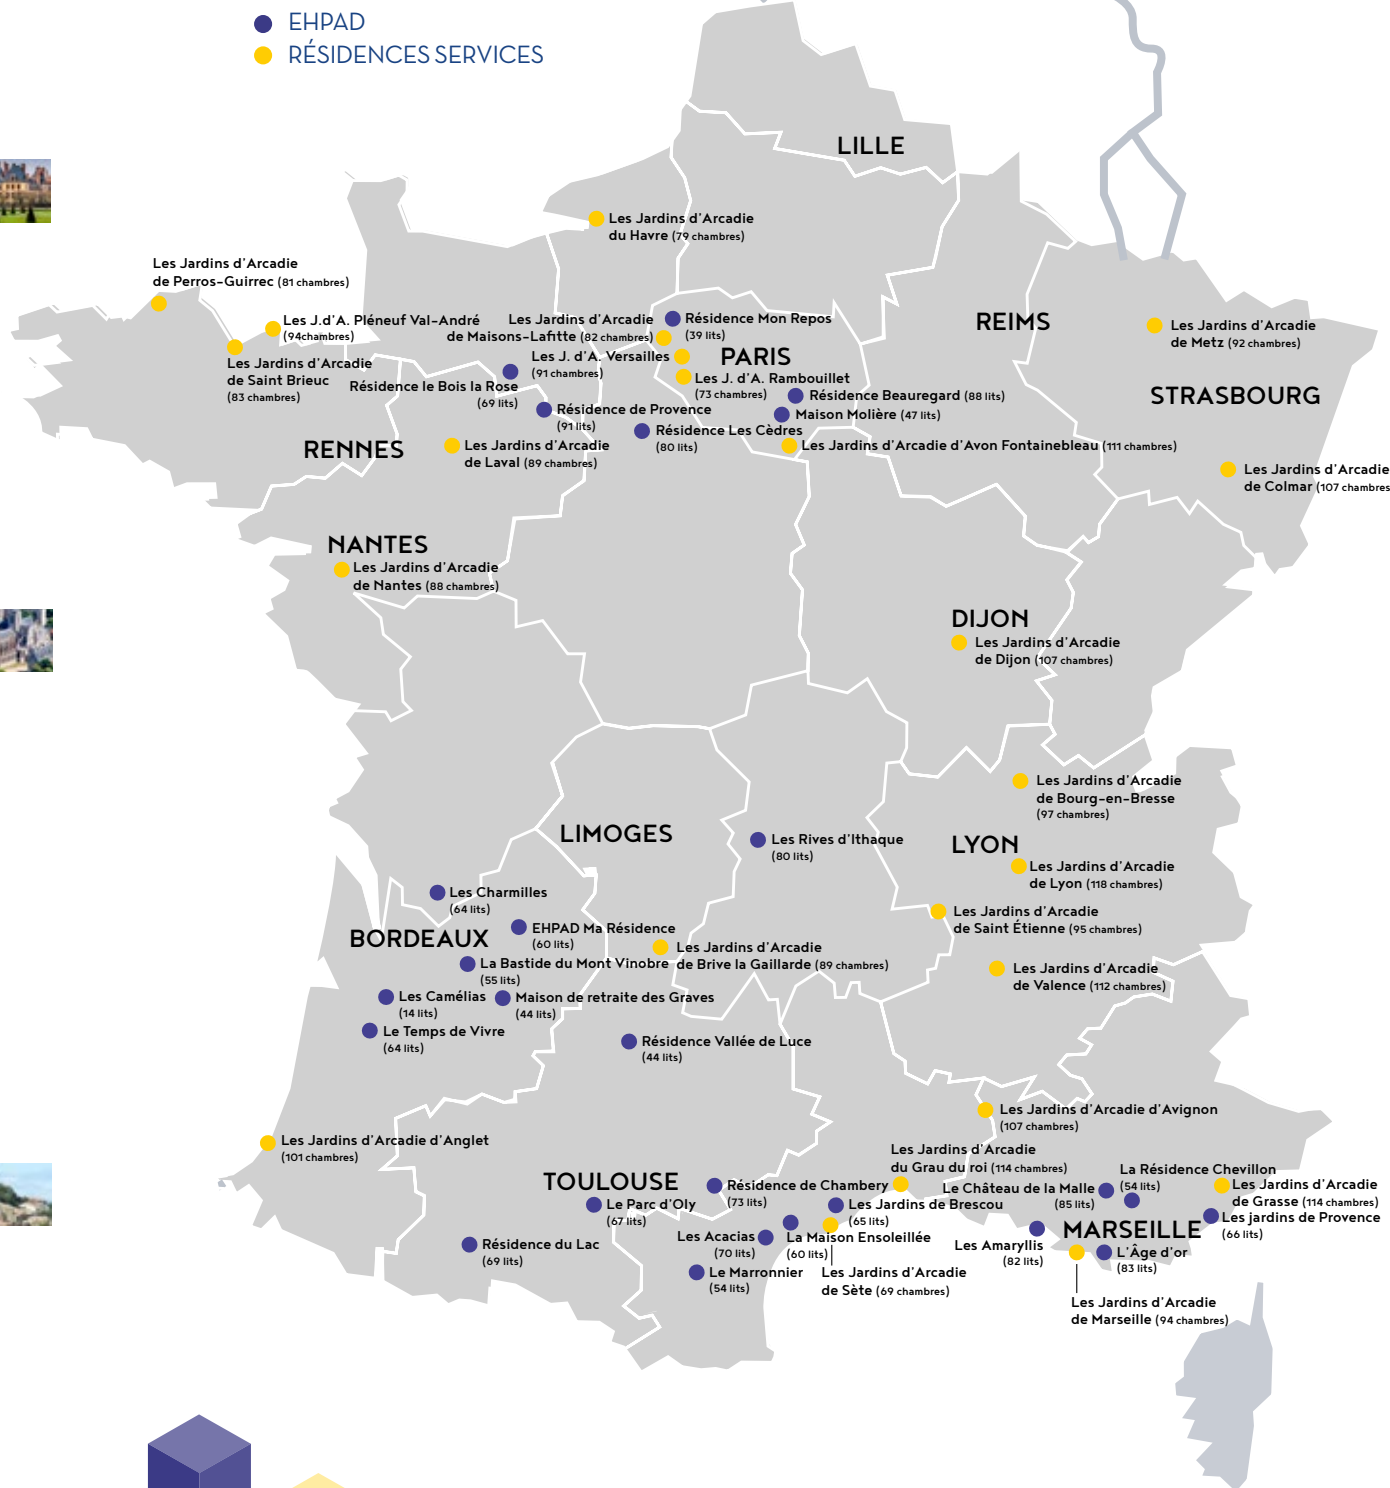 EHPAD
RÉSIDENCES SERVICES
LILLE
Les Jardins d'Arcadie
du Havre (79 chambres)
Les Jardins d'Arcadie
de Perros-Guirrec (81 chambres)
Les J.d'A. Pléneuf Val-André
(94chambres)
Les Jardins d'Arcadie
de Maisons-Lafitte (82 chambres)
Résidence Mon Repos
(39 lits)
REIMS
Les Jardins d'Arcadie
de Metz (92 chambres)
Les Jardins d'Arcadie
de Saint Brieuc
(83 chambres)
Les J. d'A. Versailles
(91 chambres)
PARIS
Les J. d'A. Rambouillet
(73 chambres)
Résidence le Bois la Rose
(69 lits)
Résidence Beauregard (88 lits)
STRASBOURG
Résidence de Provence
(91 lits)
Maison Molière (47 lits)
Résidence Les Cèdres
(80 lits)
RENNES
Les Jardins d'Arcadie
de Laval (89 chambres)
Les Jardins d'Arcadie d'Avon Fontainebleau (111 chambres)
Les Jardins d'Arcadie
de Colmar (107 chambres
NANTES
Les Jardins d'Arcadie
de Nantes (88 chambres)
DIJON
Les Jardins d'Arcadie
de Dijon (107 chambres)
Les Jardins d'Arcadie
de Bourg-en-Bresse
(97 chambres)
LIMOGES
Les Rives d'Ithaque
(80 lits)
LYON
Les Jardins d'Arcadie
de Lyon (118 chambres)
Les Charmilles
(64 lits)
Les Jardins d'Arcadie
de Saint Étienne (95 chambres)
EHPAD Ma Résidence
(60 lits)
BORDEAUX
Les Jardins d'Arcadie
de Brive la Gaillarde (89 chambres)
La Bastide du Mont Vinobre
(55 lits)
Les Jardins d'Arcadie
de Valence (112 chambres)
Les Camélias
(14 lits)
Maison de retraite des Graves
(44 lits)
Le Temps de Vivre
(64 lits)
Résidence Vallée de Luce
(44 lits)
Les Jardins d'Arcadie d'Avignon
(107 chambres)
Les Jardins d'Arcadie d'Anglet
(101 chambres)
Les Jardins d'Arcadie
du Grau du roi (114 chambres)
La Résidence Chevillon
(54 lits)
TOULOUSE
Résidence de Chambery
(73 lits)
Le Château de la Malle
(85 lits)
Les Jardins d'Arcadie
de Grasse (114 chambres)
Le Parc d'Oly
(67 lits)
Les Jardins de Brescou
(65 lits)
Les jardins de Provence
(66 lits)
MARSEILLE
Résidence du Lac
(69 lits)
Les Acacias
(70 lits)
La Maison Ensoleillée
(60 lits)
Les Amaryllis
(82 lits)
L'Âge d'or
(83 lits)
Le Marronnier
(54 lits)
Les Jardins d'Arcadie
de Sète (69 chambres)
Les Jardins d'Arcadie
de Marseille (94 chambres)